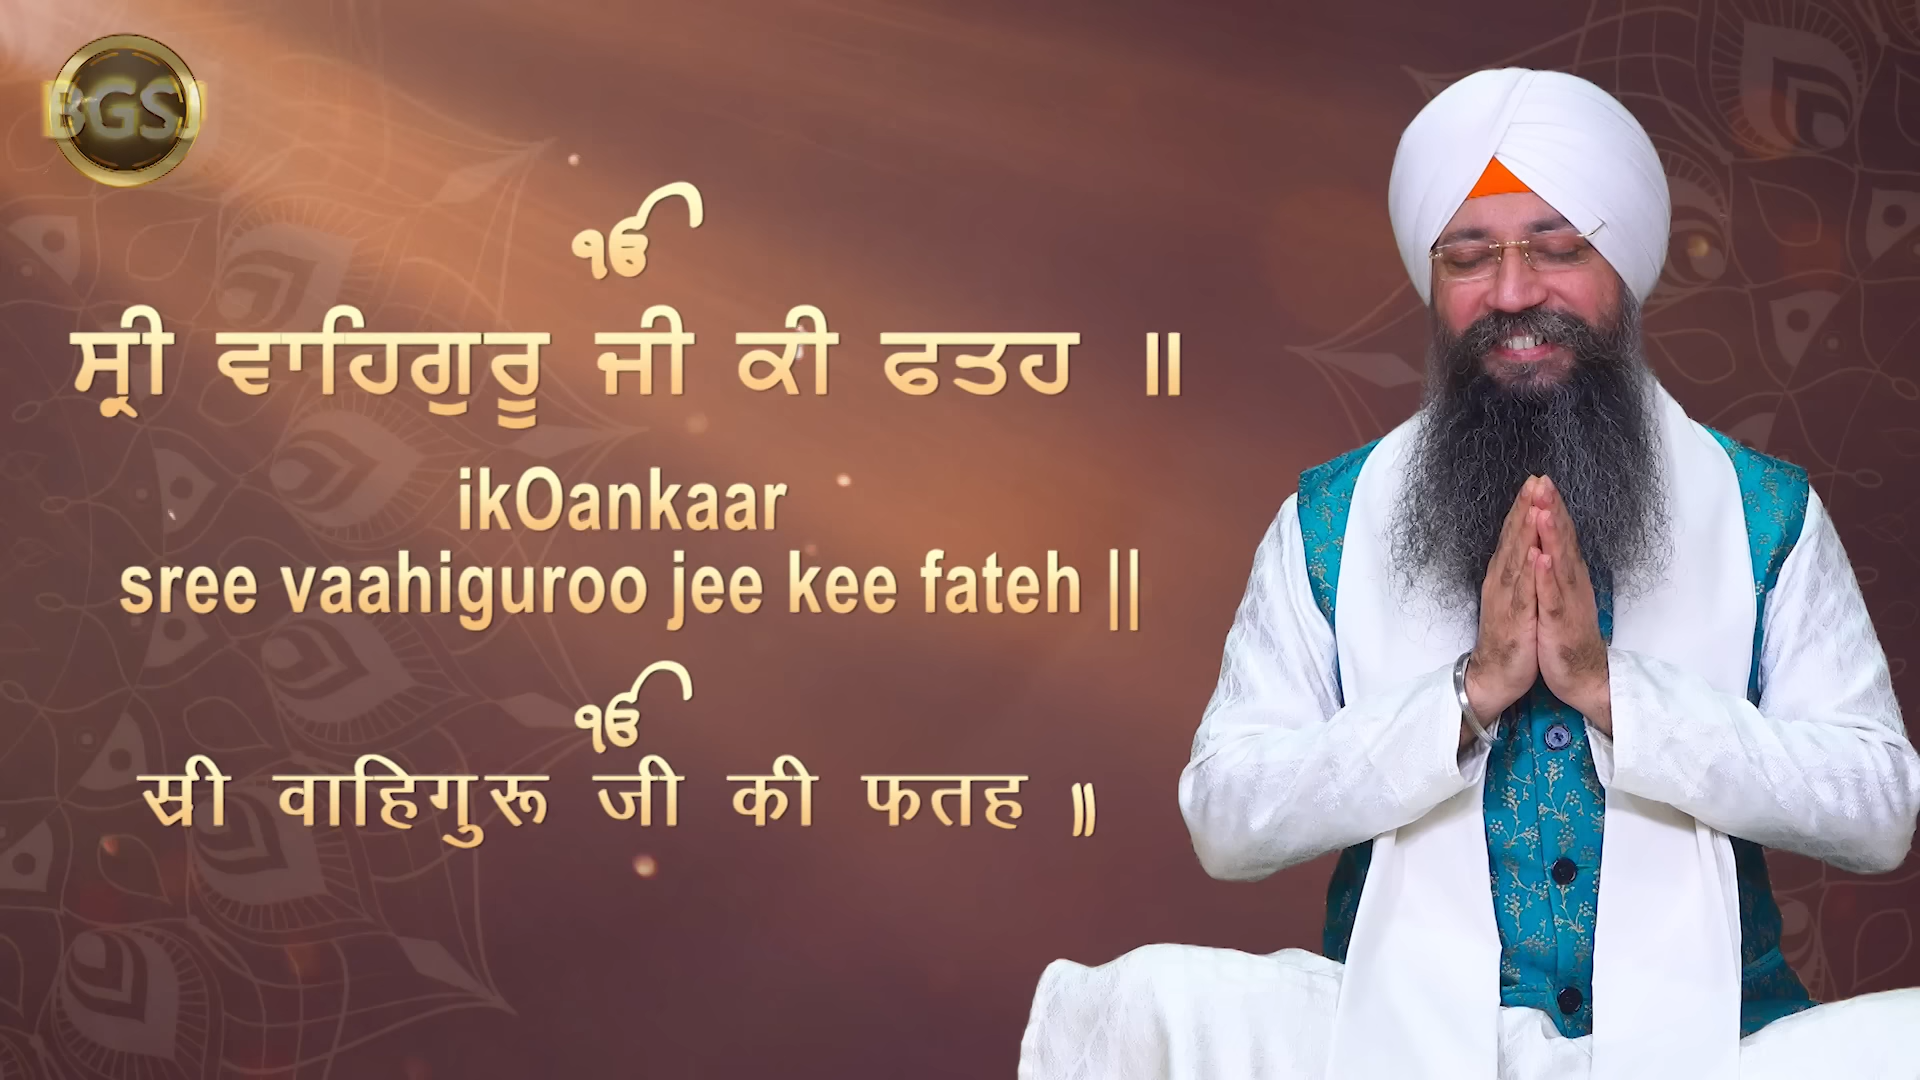 BGSJ
ੴ
ਸ੍ਰੀ ਵਾਹਿਗੁਰੂ ਜੀ ਕੀ ਫਤਹ ॥
ikOankaar
sree vaahiguroo jee kee fateh ||
ੴ
स्री वाहिगुरू जी की फतह ॥